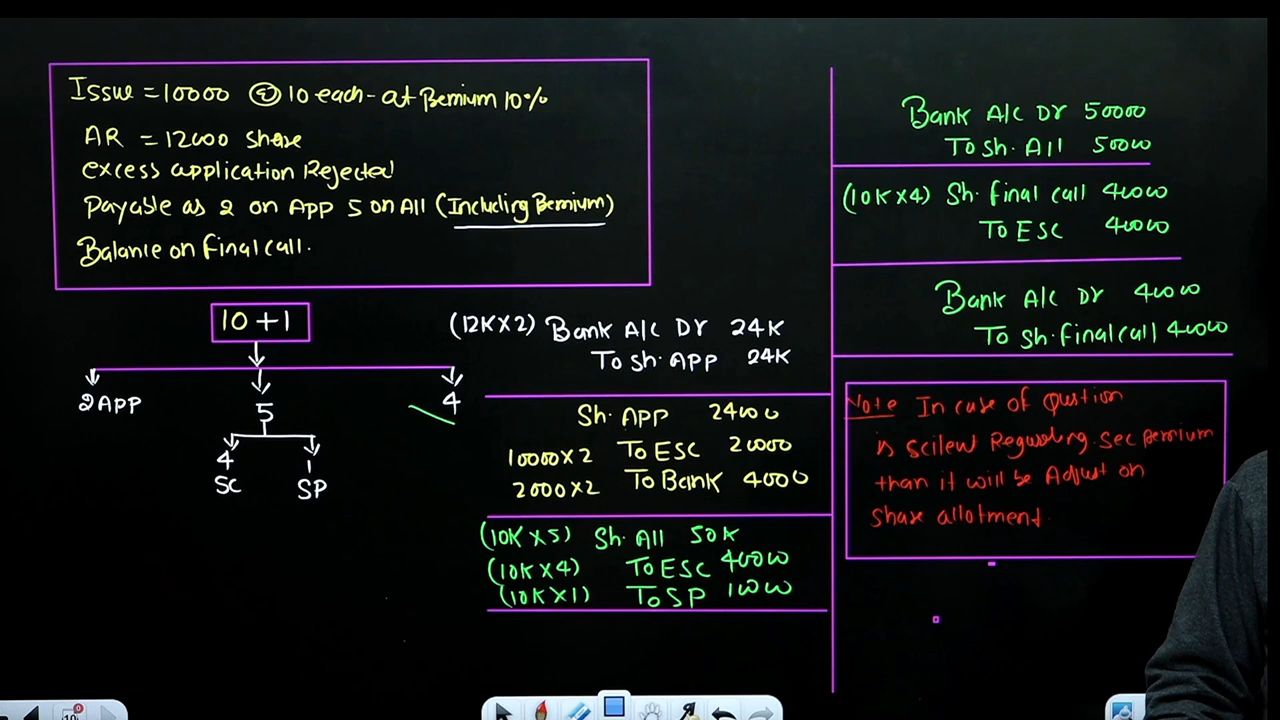 Issue = 10000 @ 10 each - at Bemium 10%
AR = 12000 share
excess application Rejected
Payable as 2 on App 5 on All (Including Bemium)
Balance on final call.
10 + 1
2 APP
5
4
4
SC
1
SP
(12K X 2) Bank A/C Dr 24K
To Sh. APP 24K
Sh. APP 24000
10000 X 2 To ESC 20000
2000 X 2 To Bank 4000
(10K X 5) Sh. All 50K
(10K X 4) To ESC 40000
(10K X 1) To SP 10000
Bank A/C Dr 50000
To sh. All 50000
(10K X 4) Sh. final call 40000
To ESC 40000
Bank A/C Dr 40000
To Sh. final call 40000
Note In case of Qustion
is scilent Regarding. sec permium
than it will be Adjust on
share allotment.